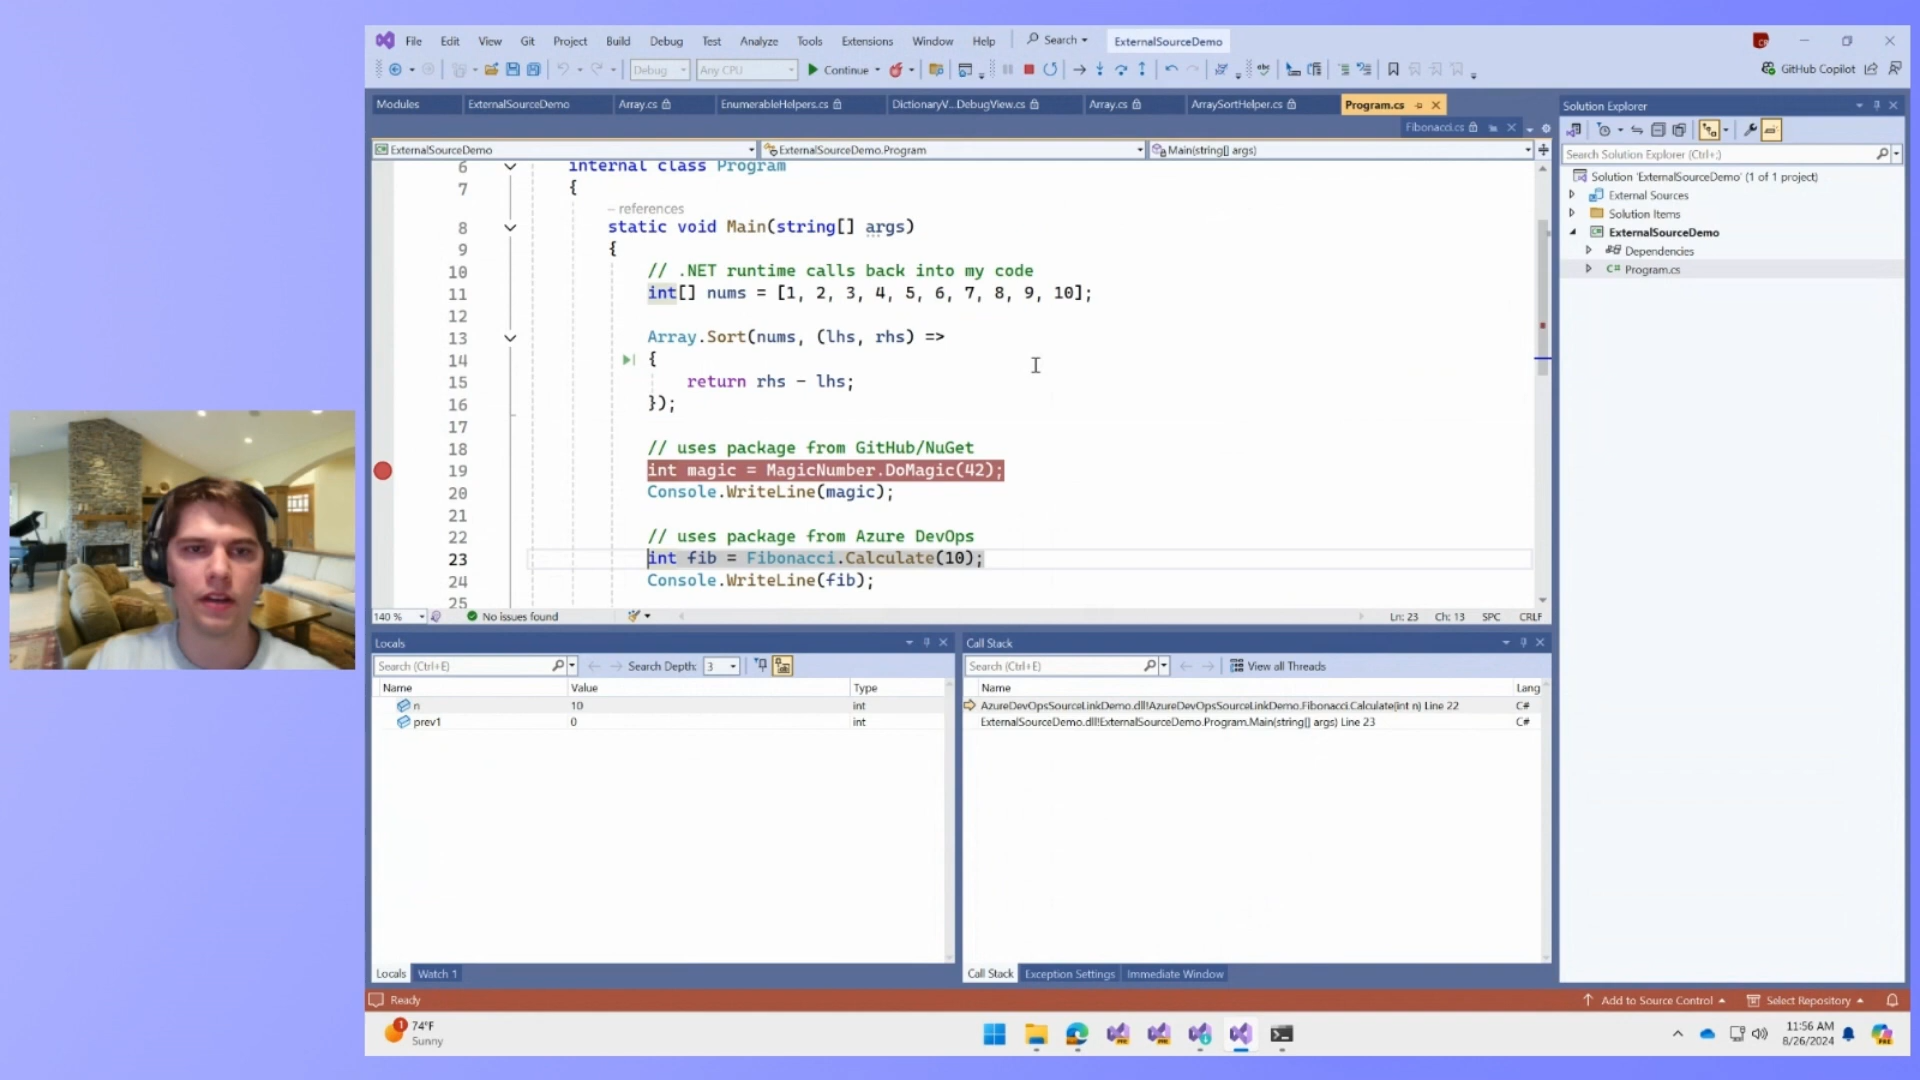 File Edit View Git Project Build Debug Test Analyze Tools Extensions Window Help Search ExternalSourceDemo
Debug Any CPU Continue GitHub Copilot
Modules ExternalSourceDemo Array.cs EnumerableHelpers.cs DictionaryV...DebugView.cs Array.cs ArraySortHelper.cs Program.cs
Fibonacci.cs
ExternalSourceDemo ExternalSourceDemo.Program Main(string[] args)
6 internal class Program
7 {
– references
8 static void Main(string[] args)
9 {
10 // .NET runtime calls back into my code
11 int[] nums = [1, 2, 3, 4, 5, 6, 7, 8, 9, 10];
12
13 Array.Sort(nums, (lhs, rhs) =>
14 {
15 return rhs - lhs;
16 });
17
18 // uses package from GitHub/NuGet
19 int magic = MagicNumber.DoMagic(42);
20 Console.WriteLine(magic);
21
22 // uses package from Azure DevOps
23 int fib = Fibonacci.Calculate(10);
24 Console.WriteLine(fib);
25
140 % No issues found Ln: 23 Ch: 13 SPC CRLF
Solution Explorer
Search Solution Explorer (Ctrl+;)
Solution 'ExternalSourceDemo' (1 of 1 project)
External Sources
Solution Items
ExternalSourceDemo
Dependencies
C# Program.cs
Locals
Search (Ctrl+E) Search Depth: 3
Name Value Type
n 10 int
prev1 0 int
Locals Watch 1
Call Stack
Search (Ctrl+E) View all Threads
Name Lang
AzureDevOpsSourceLinkDemo.dll!AzureDevOpsSourceLinkDemo.Fibonacci.Calculate(int n) Line 22 C#
ExternalSourceDemo.dll!ExternalSourceDemo.Program.Main(string[] args) Line 23 C#
Call Stack Exception Settings Immediate Window
Ready Add to Source Control Select Repository
1 74°F
Sunny
11:56 AM
8/26/2024